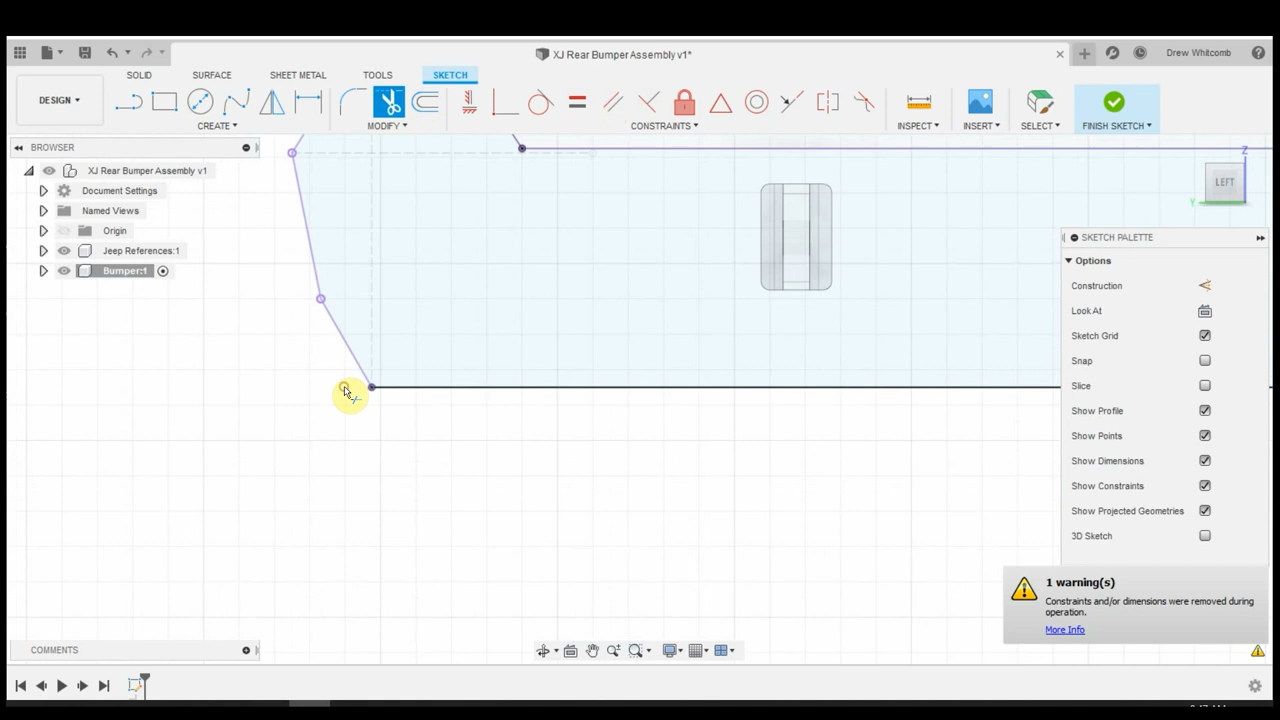 XJ Rear Bumper Assembly v1*
Drew Whitcomb
SOLID
SURFACE
SHEET METAL
TOOLS
SKETCH
DESIGN
CREATE
MODIFY
CONSTRAINTS
INSPECT
INSERT
SELECT
FINISH SKETCH
BROWSER
XJ Rear Bumper Assembly v1
Document Settings
Named Views
Origin
Jeep References:1
Bumper:1
Z
LEFT
Y
SKETCH PALETTE
Options
Construction
Look At
Sketch Grid
Snap
Slice
Show Profile
Show Points
Show Dimensions
Show Constraints
Show Projected Geometries
3D Sketch
1 warning(s)
Constraints and/or dimensions were removed during
operation.
More Info
COMMENTS